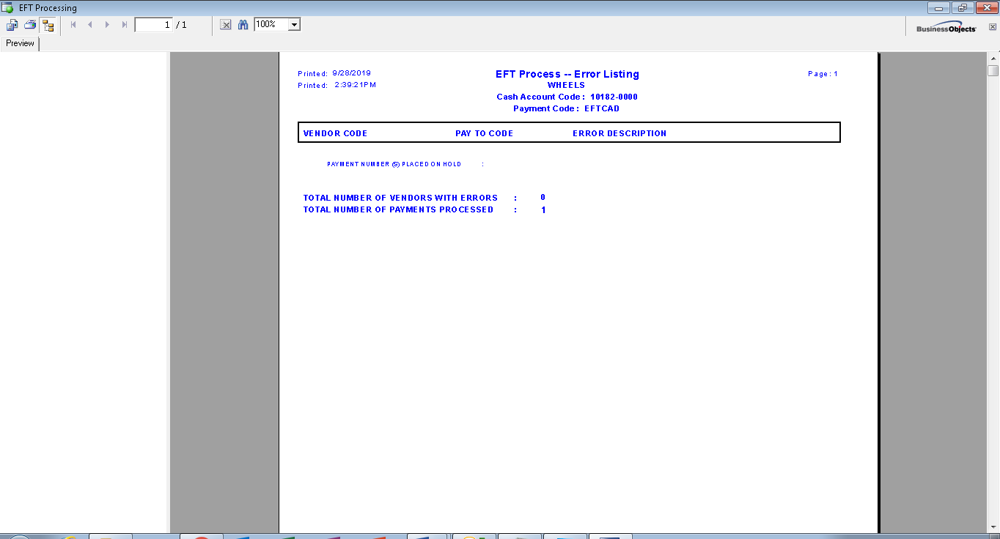 EFT Processing
1 / 1
100%
BusinessObjects
Preview
Printed: 9/28/2019 EFT Process -- Error Listing Page: 1
Printed: 2:39:21PM WHEELS
Cash Account Code : 10182-0000
Payment Code : EFTCAD
VENDOR CODE PAY TO CODE ERROR DESCRIPTION
PAYMENT NUMBER (S) PLACED ON HOLD :
TOTAL NUMBER OF VENDORS WITH ERRORS : 0
TOTAL NUMBER OF PAYMENTS PROCESSED : 1